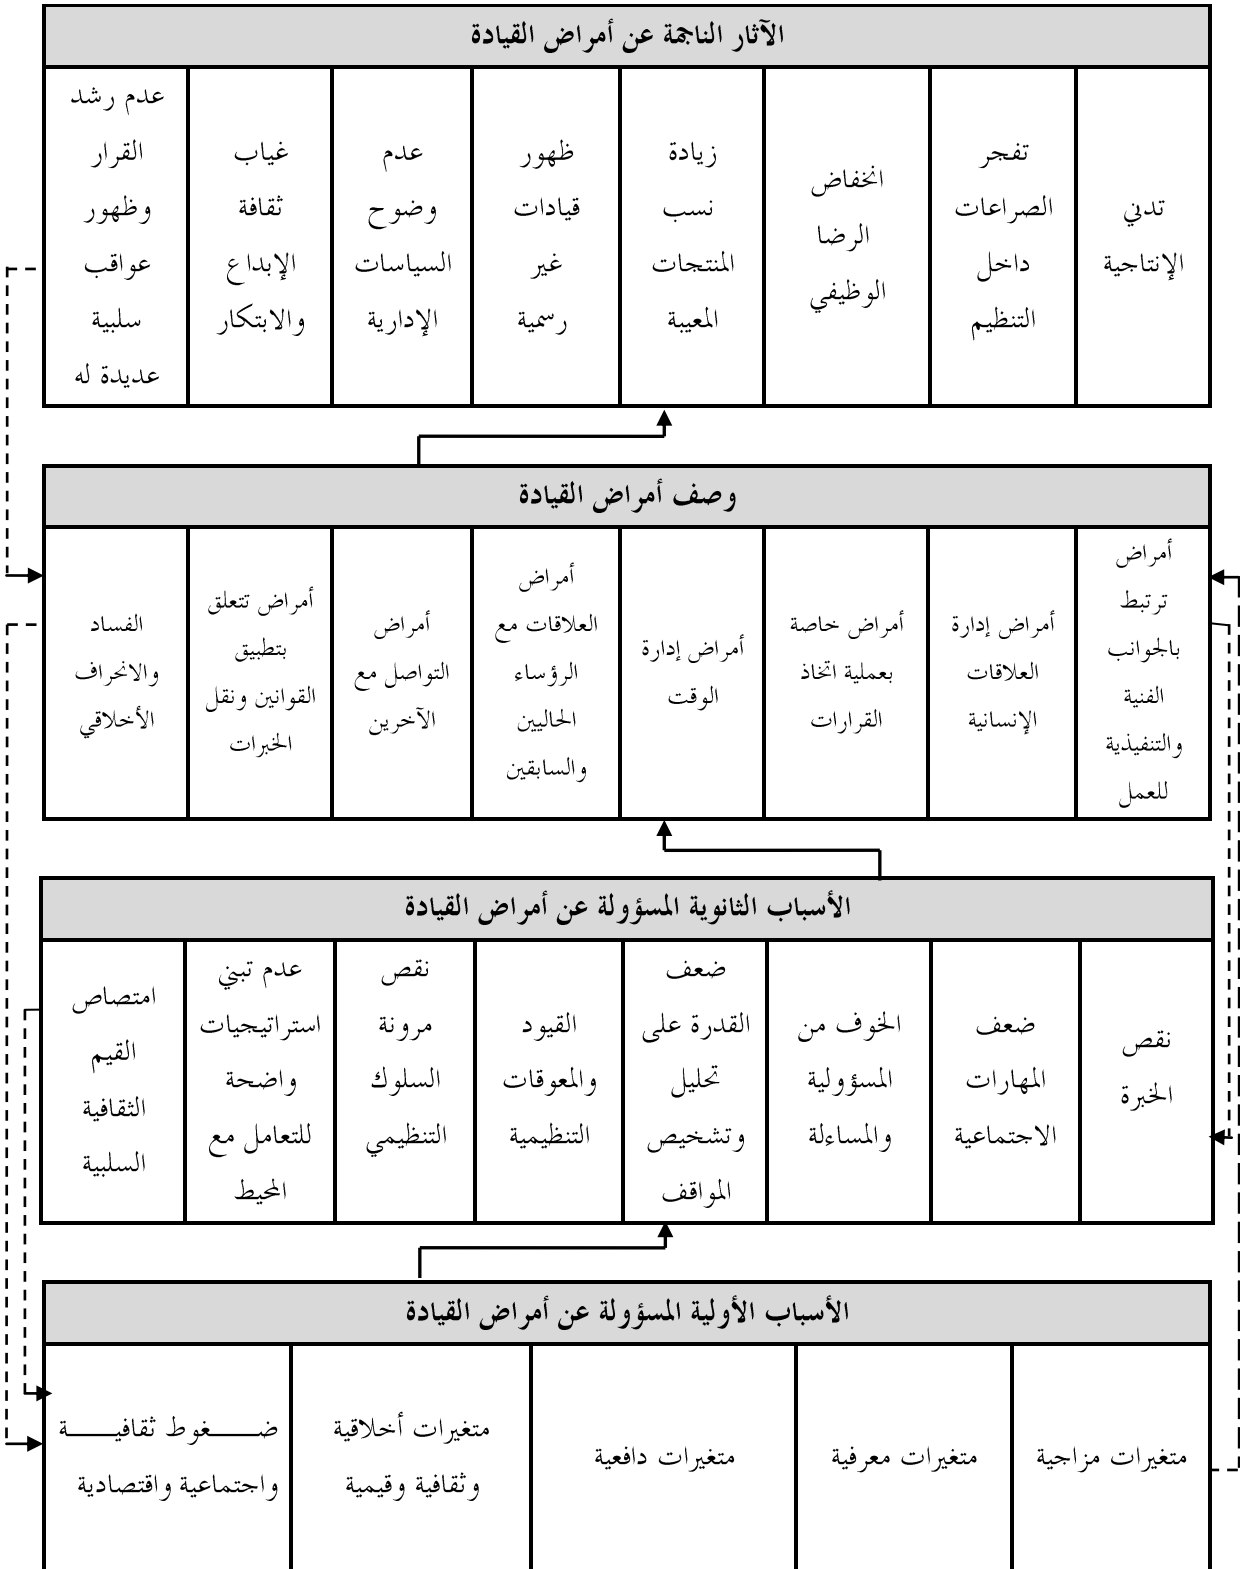 الآثار الناجمة عن أمراض القيادة
تدني
الإنتاجية
تفجر
الصراعات
داخل
التنظيم
انخفاض
الرضا
الوظيفي
زيادة
نسب
المنتجات
المعيبة
ظهور
قيادات
غير
رسمية
عدم
وضوح
السياسات
الإدارية
غياب
ثقافة
الإبداع
والابتكار
عدم رشد
القرار
وظهور
عواقب
سلبية
عديدة له
وصف أمراض القيادة
أمراض
ترتبط
بالجوانب
الفنية
والتنفيذية
للعمل
أمراض إدارة
العلاقات
الإنسانية
أمراض خاصة
بعملية اتخاذ
القرارات
أمراض إدارة
الوقت
أمراض
العلاقات مع
الرؤساء
الحاليين
والسابقين
أمراض
التواصل مع
الآخرين
أمراض تتعلق
بتطبيق
القوانين ونقل
الخبرات
الفساد
والانحراف
الأخلاقي
الأسباب الثانوية المسؤولة عن أمراض القيادة
نقص
الخبرة
ضعف
المهارات
الاجتماعية
الخوف من
المسؤولية
والمساءلة
ضعف
القدرة على
تحليل
وتشخيص
المواقف
القيود
والمعوقات
التنظيمية
نقص
مرونة
السلوك
التنظيمي
عدم تبني
استراتيجيات
واضحة
للتعامل مع
المحيط
امتصاص
القيم
الثقافية
السلبية
الأسباب الأولية المسؤولة عن أمراض القيادة
متغيرات مزاجية
متغيرات معرفية
متغيرات دافعية
متغيرات أخلاقية
وثقافية وقيمية
ضـــــغوط ثقافيـــــة
واجتماعية واقتصادية